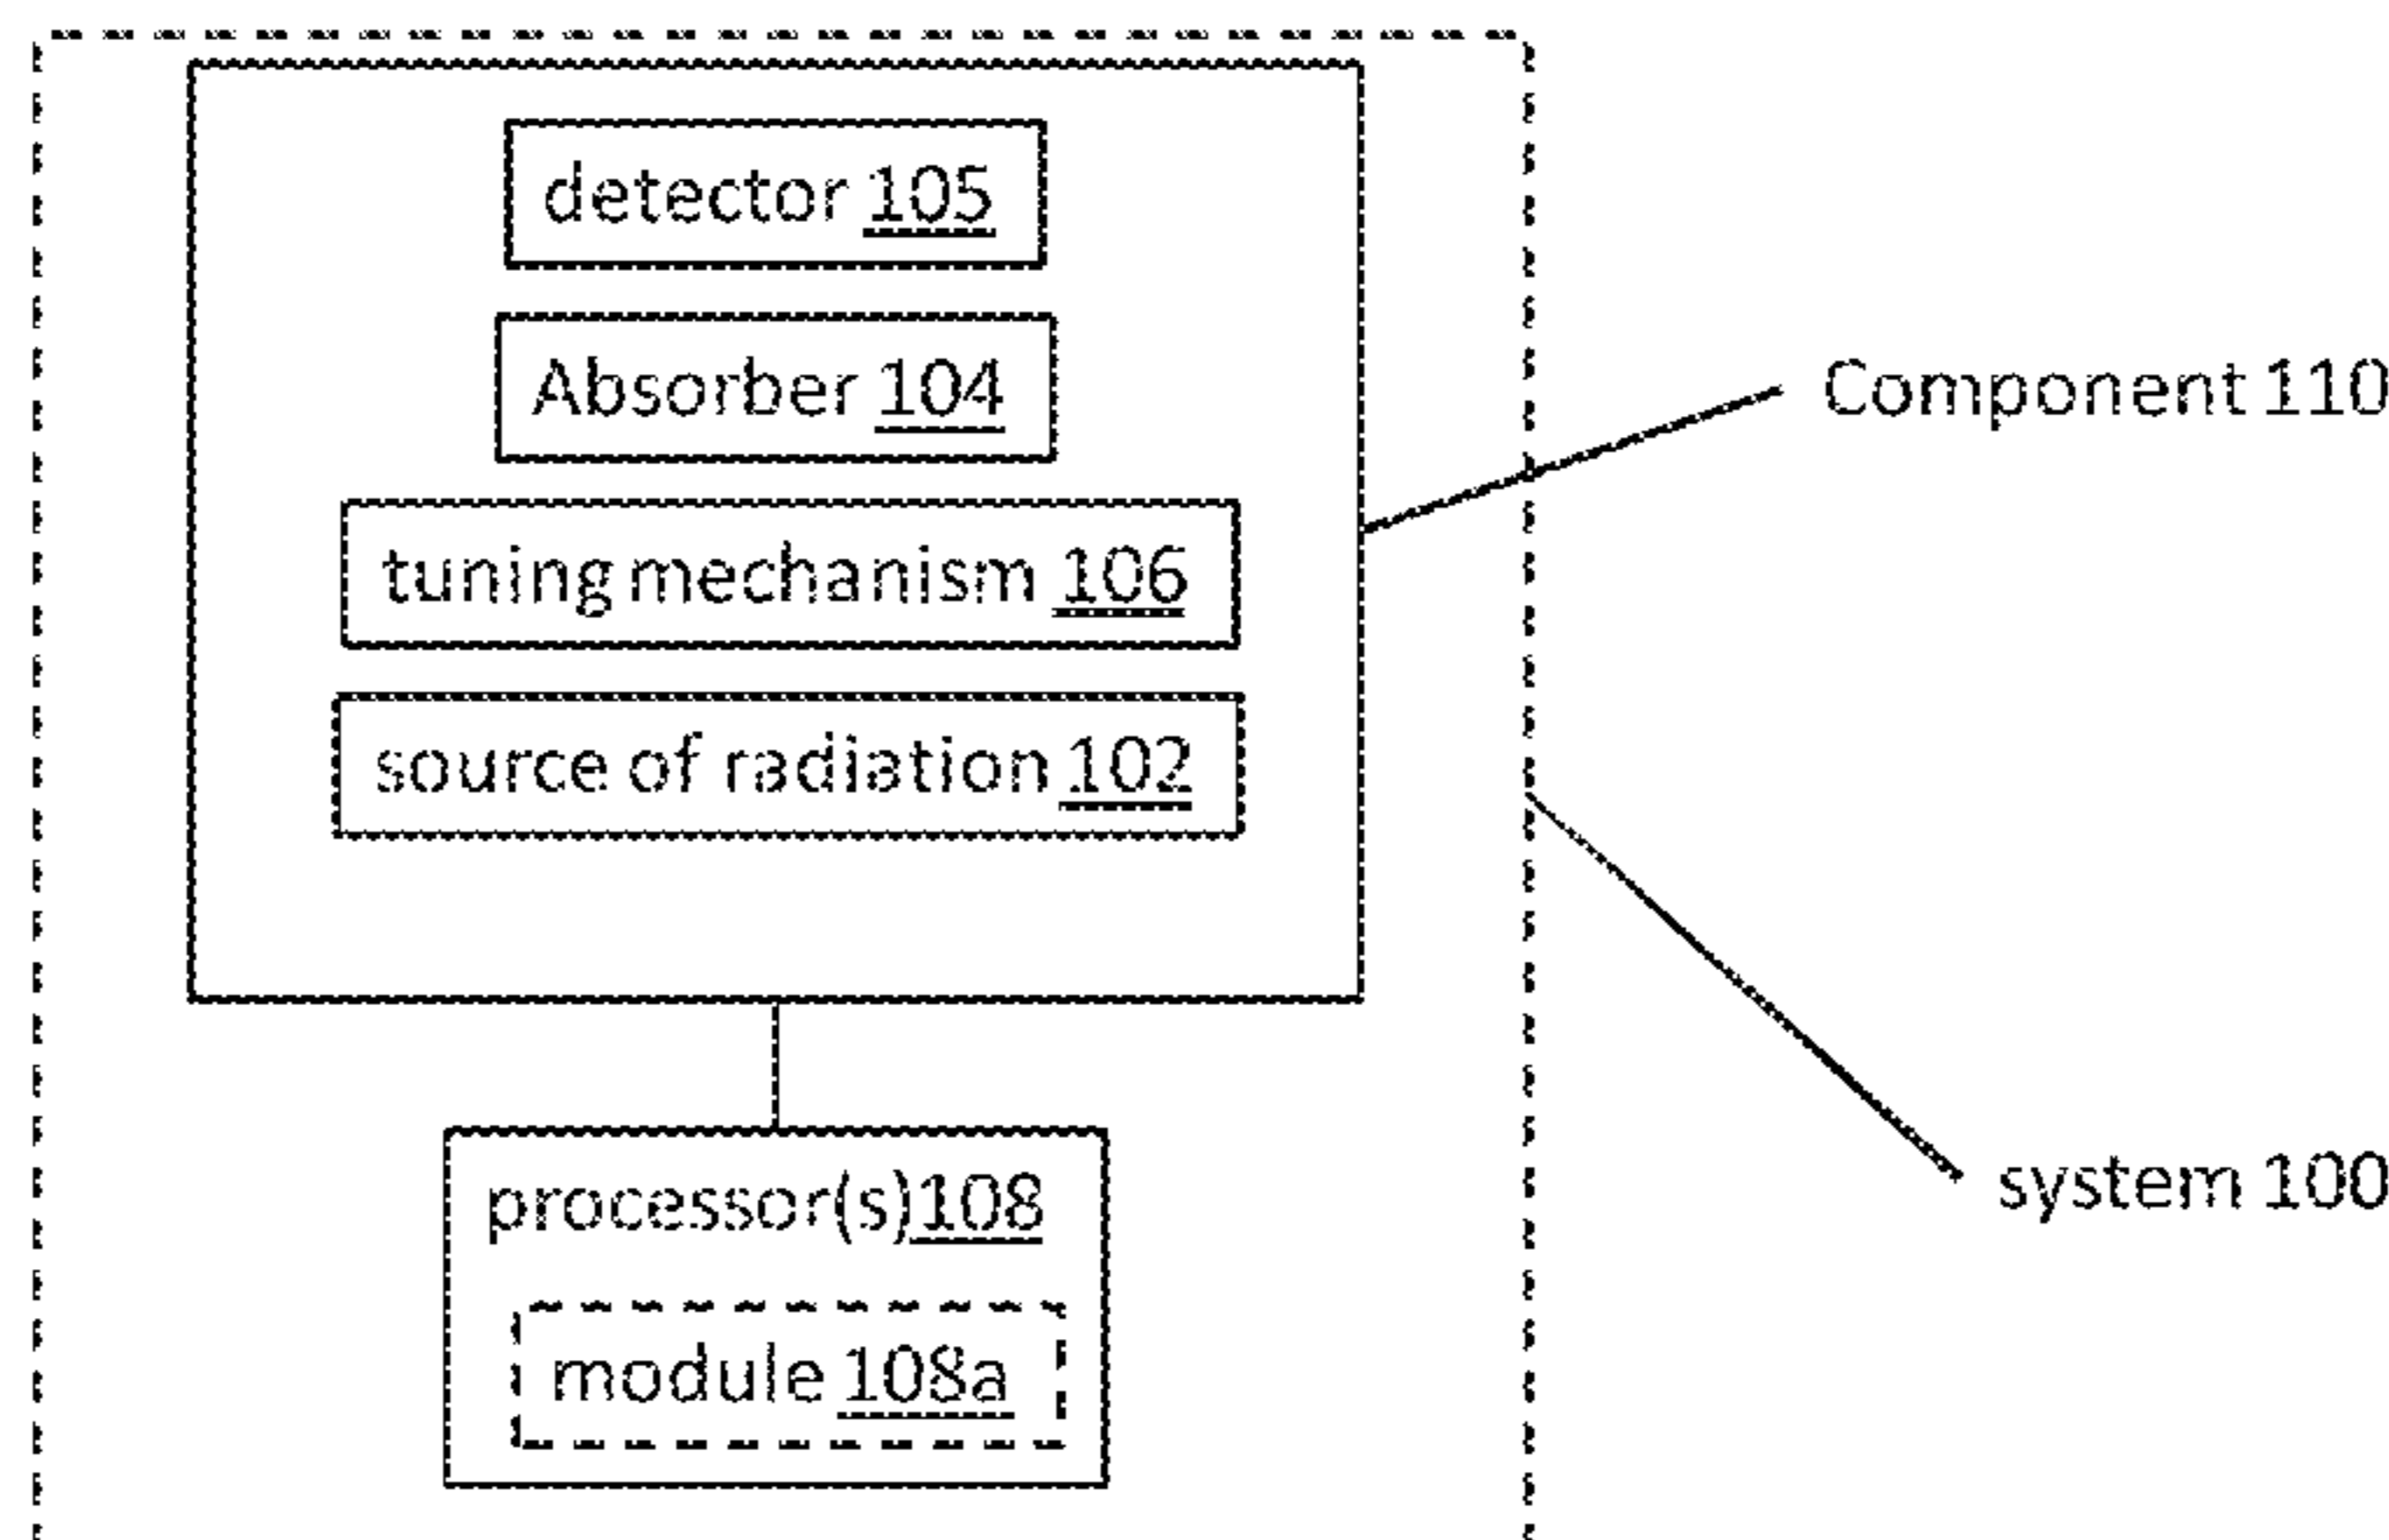 detector 105
Absorber 104
Component 110
tuning mechanism 106
source of radiation 102
processor(s) 108
system 100
module 108a